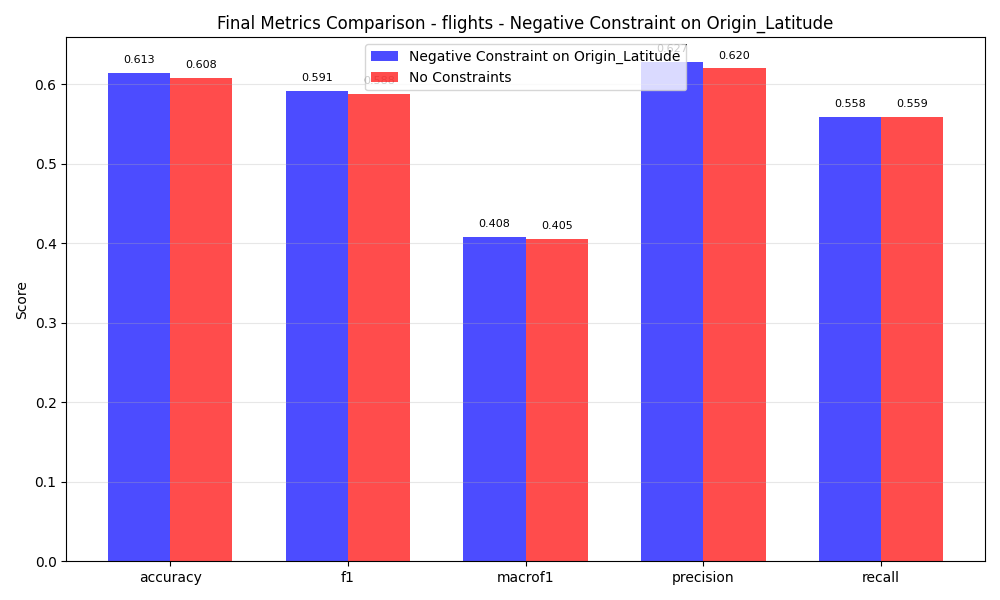 Final Metrics Comparison - flights - Negative Constraint on Origin_Latitude
Negative Constraint on Origin_Latitude
No Constraints
Score
0.6
0.5
0.4
0.3
0.2
0.1
0.0
0.613
0.608
0.591
0.408
0.405
0.627
0.620
0.558
0.559
accuracy
f1
macrof1
precision
recall